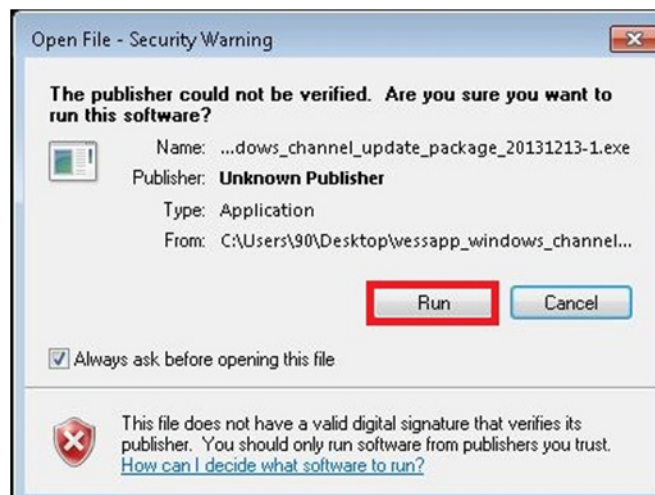 Open File - Security Warning
The publisher could not be verified. Are you sure you want to
run this software?
Name: ...dows_channel_update_package_20131213-1.exe
Publisher: Unknown Publisher
Type: Application
From: C:\Users\90\Desktop\vessapp_windows_channel...
Run Cancel
Always ask before opening this file
This file does not have a valid digital signature that verifies its
publisher. You should only run software from publishers you trust.
How can I decide what software to run?